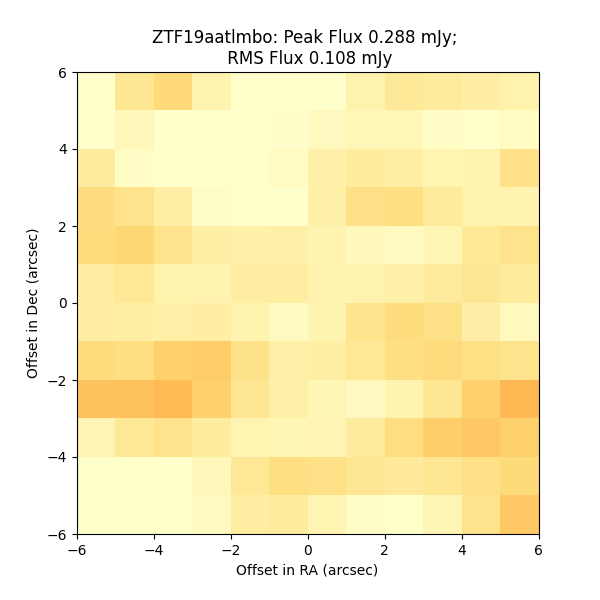 ZTF19aatlmbo: Peak Flux 0.288 mJy;
RMS Flux 0.108 mJy
6
4
2
0
−2
−4
−6
Offset in Dec (arcsec)
−6 −4 −2 0 2 4 6
Offset in RA (arcsec)